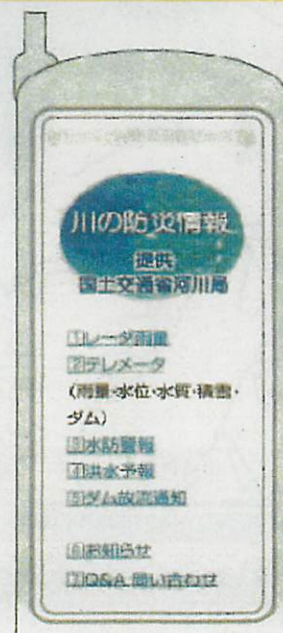 川の防災情報
提供
国土交通省河川局
1レーダ雨量
2テレメータ
(雨量・水位・水質・積雪・
ダム)
3水防警報
4洪水予報
5ダム放流通知
6お知らせ
7Q&A 問い合わせ